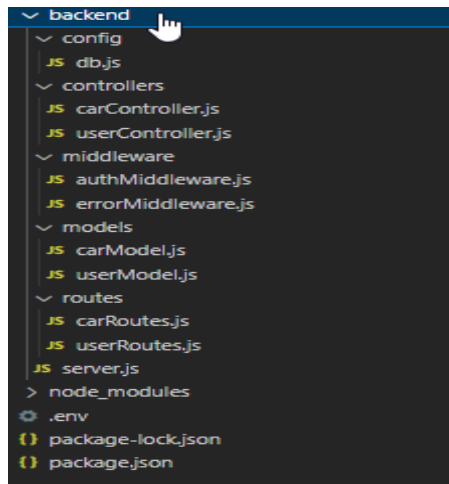 backend
config
JS db.js
controllers
JS carController.js
JS userController.js
middleware
JS authMiddleware.js
JS errorMiddleware.js
models
JS carModel.js
JS userModel.js
routes
JS carRoutes.js
JS userRoutes.js
JS server.js
node_modules
.env
{} package-lock.json
{} package.json